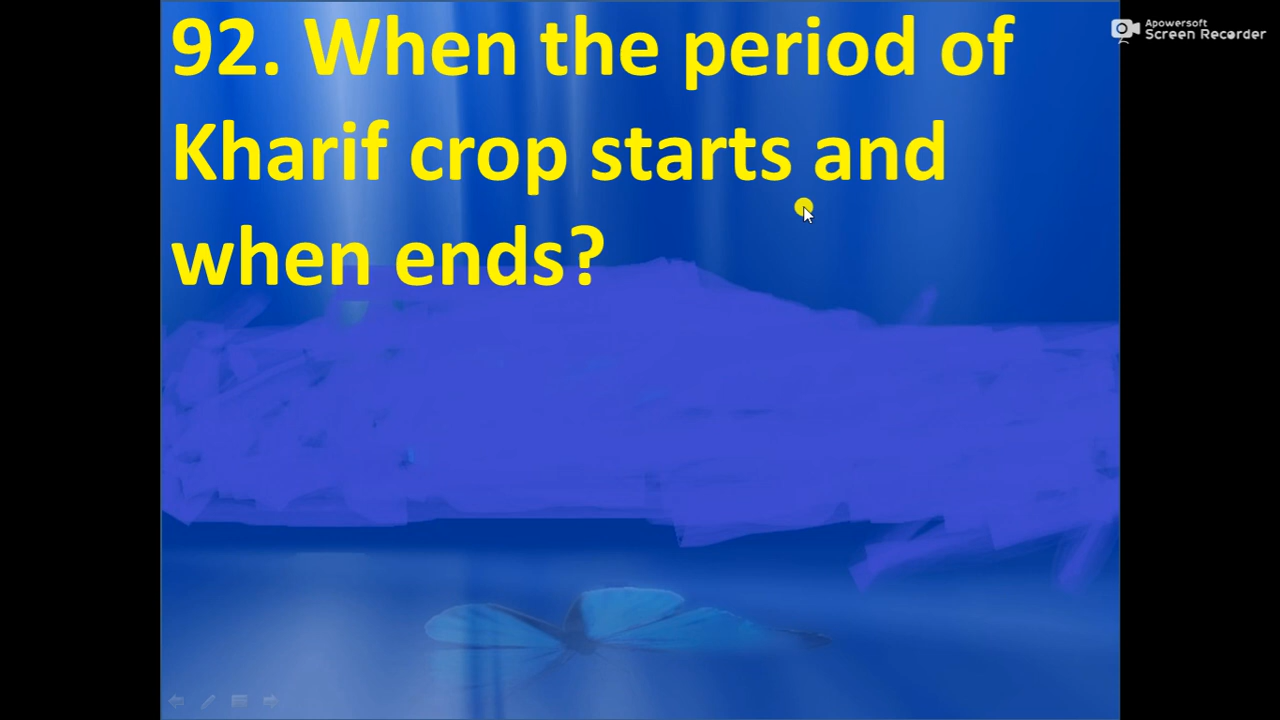 92. When the period of
Kharif crop starts and
when ends?
Apowersoft
Screen Recorder